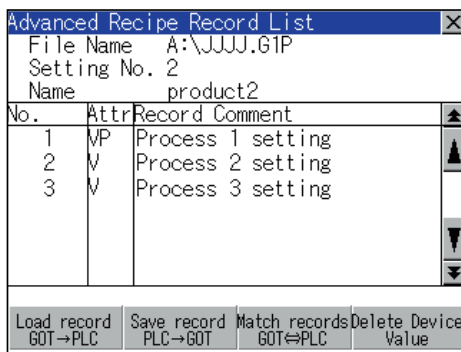 Advanced Recipe Record List
File Name A:\JJJJ.G1P
Setting No. 2
Name product2
No. Attr Record Comment
1 VP Process 1 setting
2 V Process 2 setting
3 V Process 3 setting
Load record Save record Match records Delete Device
GOT→PLC PLC→GOT GOT⇔PLC Value